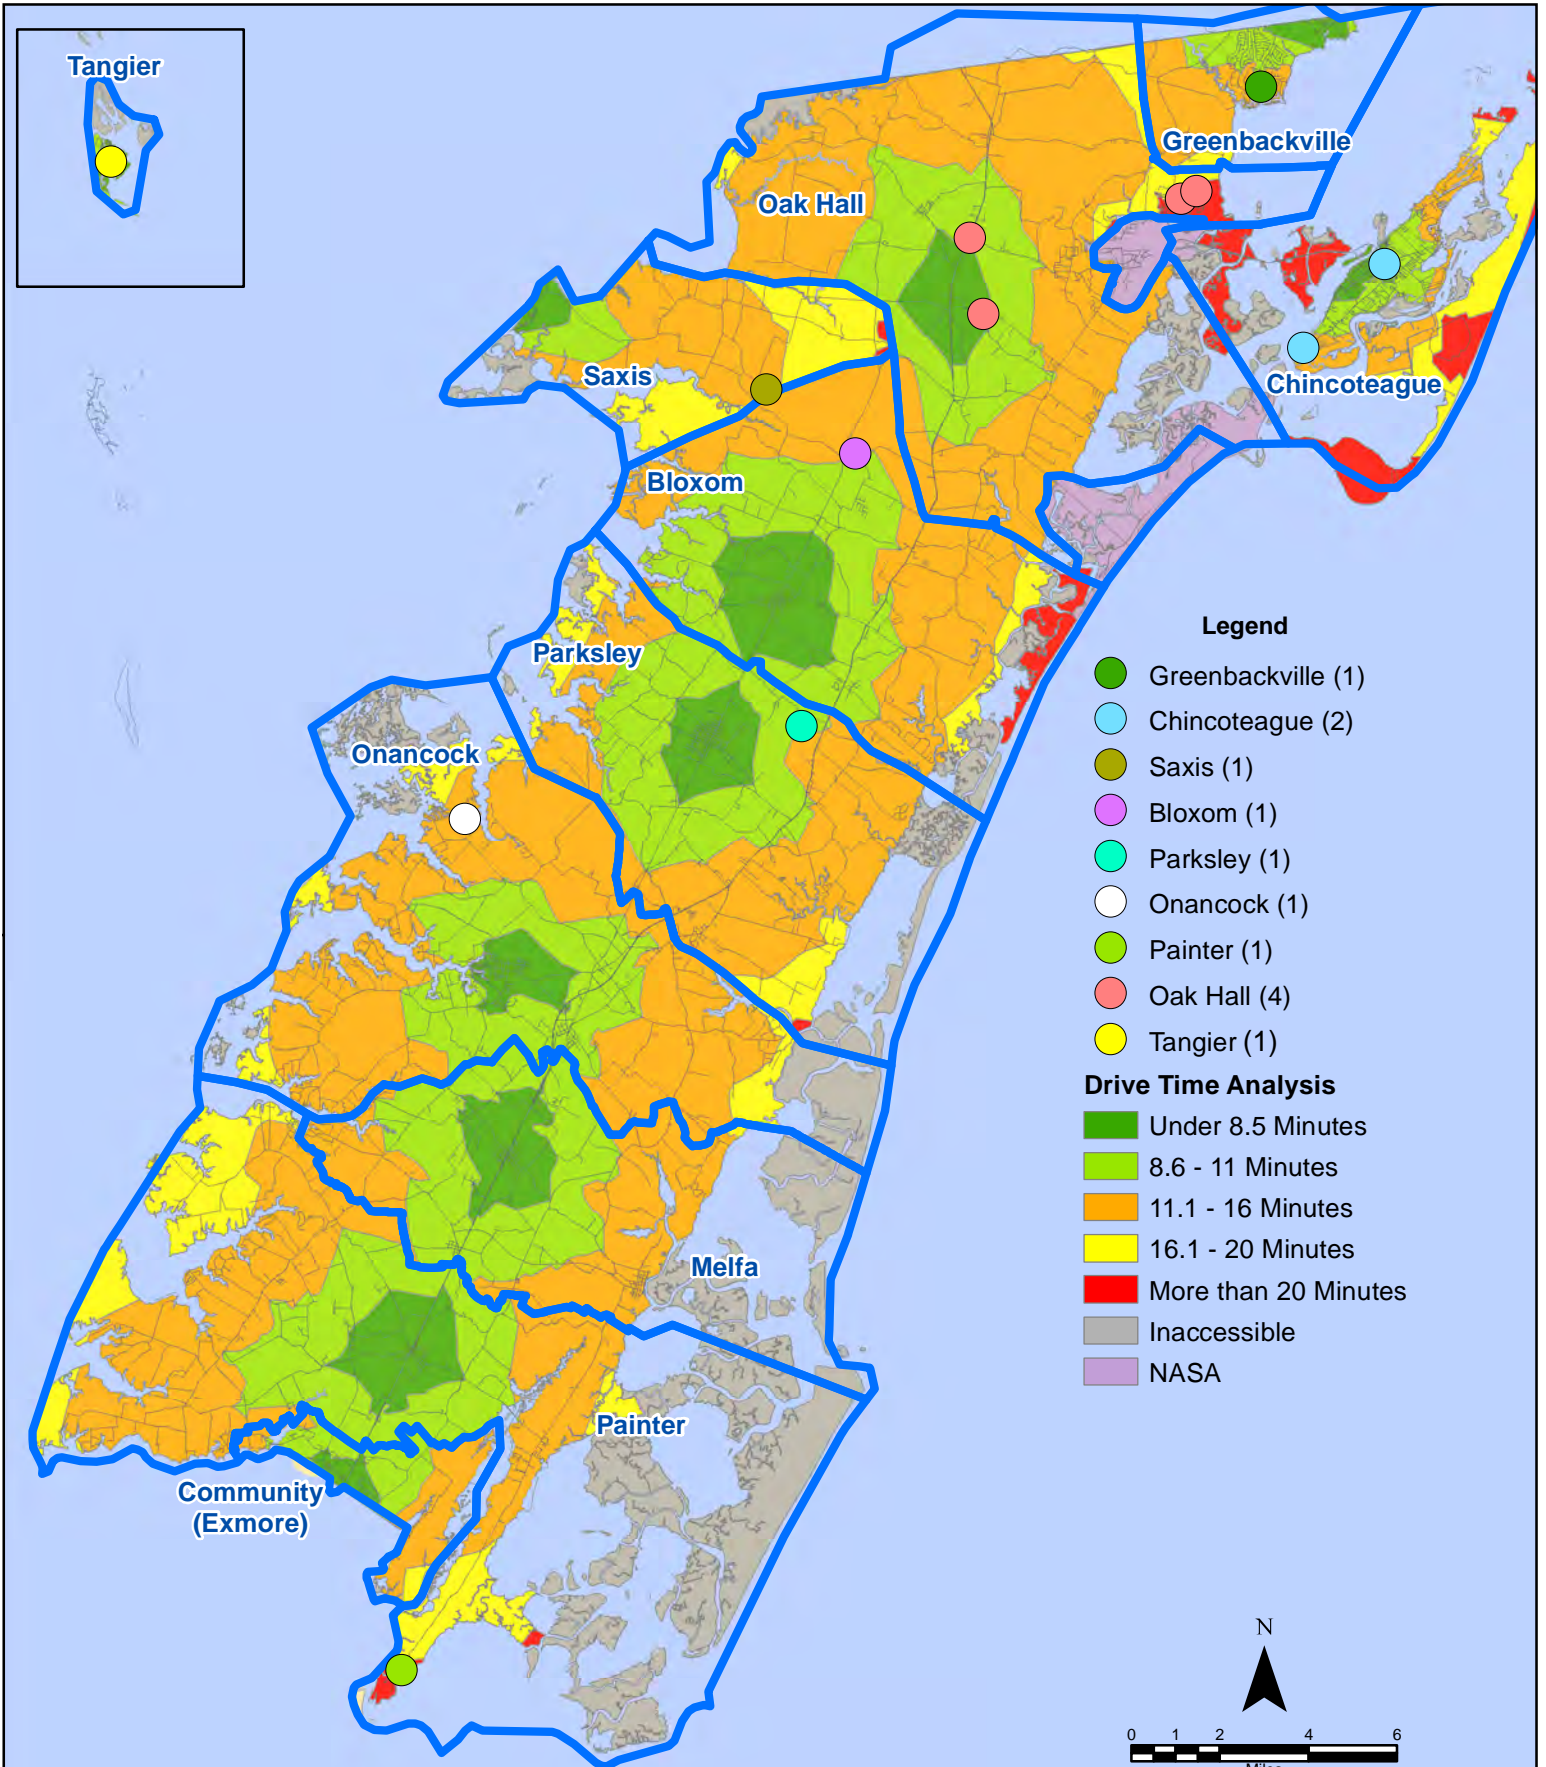 Tangier
Greenbackville
Oak Hall
Saxis
Chincoteague
Bloxom
Parksley
Onancock
Melfa
Painter
Community
(Exmore)
Legend
Greenbackville (1)
Chincoteague (2)
Saxis (1)
Bloxom (1)
Parksley (1)
Onancock (1)
Painter (1)
Oak Hall (4)
Tangier (1)
Drive Time Analysis
Under 8.5 Minutes
8.6 - 11 Minutes
11.1 - 16 Minutes
16.1 - 20 Minutes
More than 20 Minutes
Inaccessible
NASA
N
0 1 2 4 6
Miles